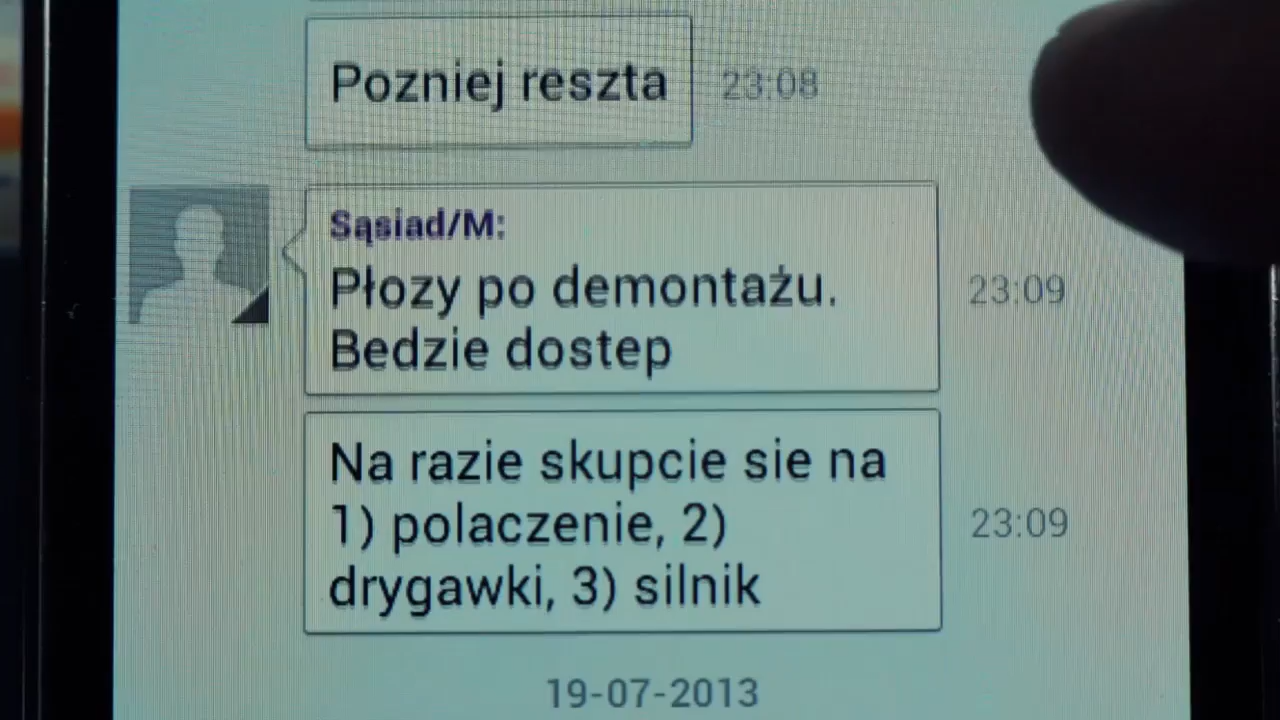 Pozniej reszta
23:08
Sąsiad/M:
Płozy po demontażu.
Bedzie dostep
23:09
Na razie skupcie sie na
1) polaczenie, 2)
drygawki, 3) silnik
23:09
19-07-2013